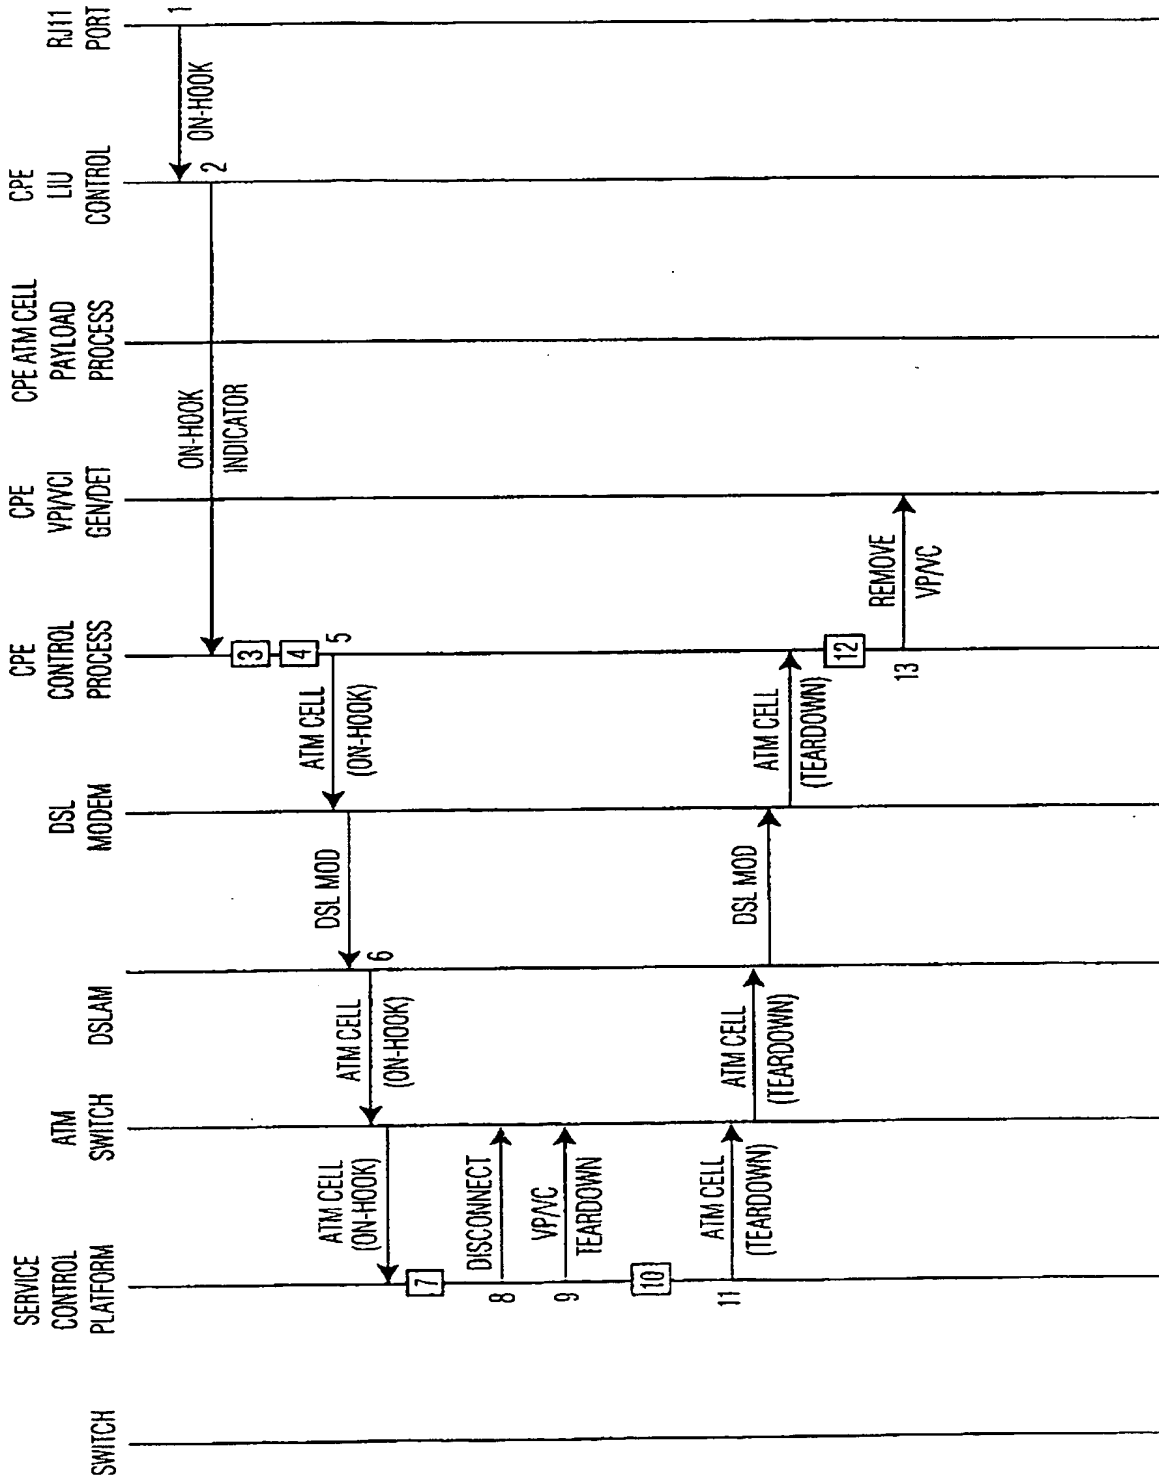 SWITCH
SERVICE
CONTROL
PLATFORM
ATM
SWITCH
DSLAM
DSL
MODEM
CPE
CONTROL
PROCESS
CPE
VPI/VCI
GEN/DET
CPE ATM CELL
PAYLOAD
PROCESS
CPE
LIU
CONTROL
RJ11
PORT
1
ON-HOOK
2
ON-HOOK
INDICATOR
3
4
5
ATM CELL
(ON-HOOK)
DSL MOD
6
ATM CELL
(ON-HOOK)
ATM CELL
(ON-HOOK)
7
8
DISCONNECT
9
VP/VC
TEARDOWN
10
11
ATM CELL
(TEARDOWN)
ATM CELL
(TEARDOWN)
DSL MOD
ATM CELL
(TEARDOWN)
12
13
REMOVE
VP/VC